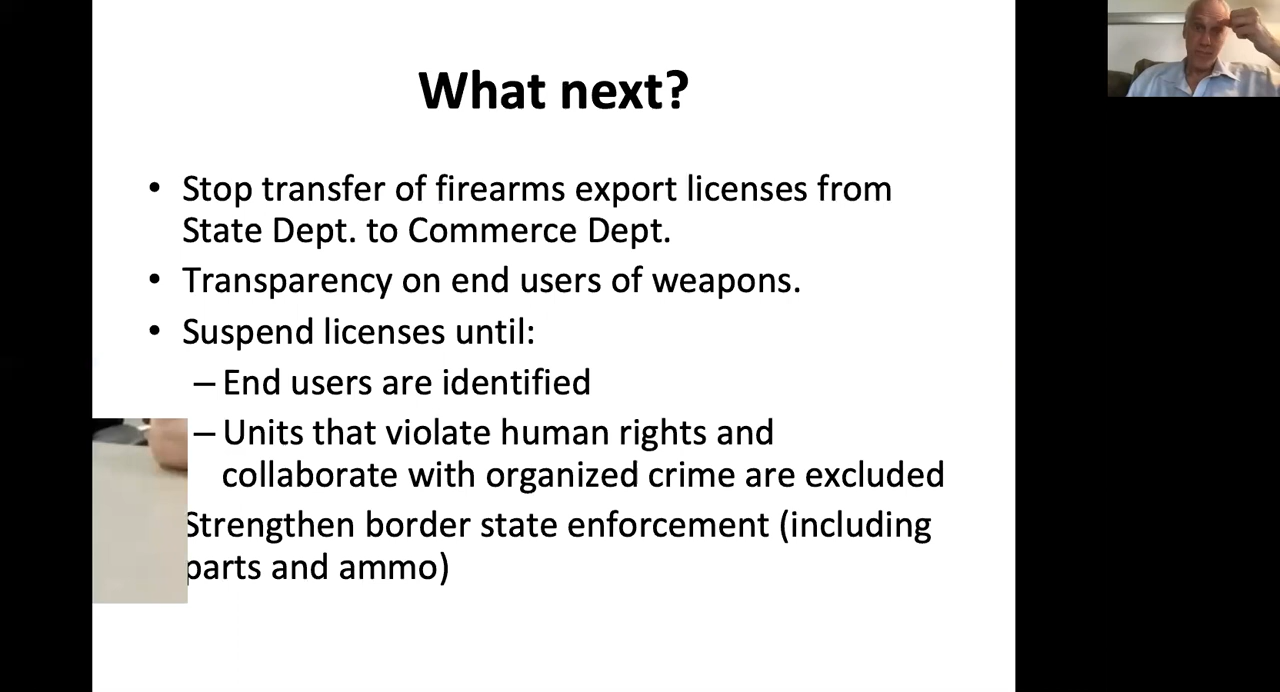 What next?
• Stop transfer of firearms export licenses from
State Dept. to Commerce Dept.
• Transparency on end users of weapons.
• Suspend licenses until:
– End users are identified
– Units that violate human rights and
collaborate with organized crime are excluded
Strengthen border state enforcement (including
parts and ammo)